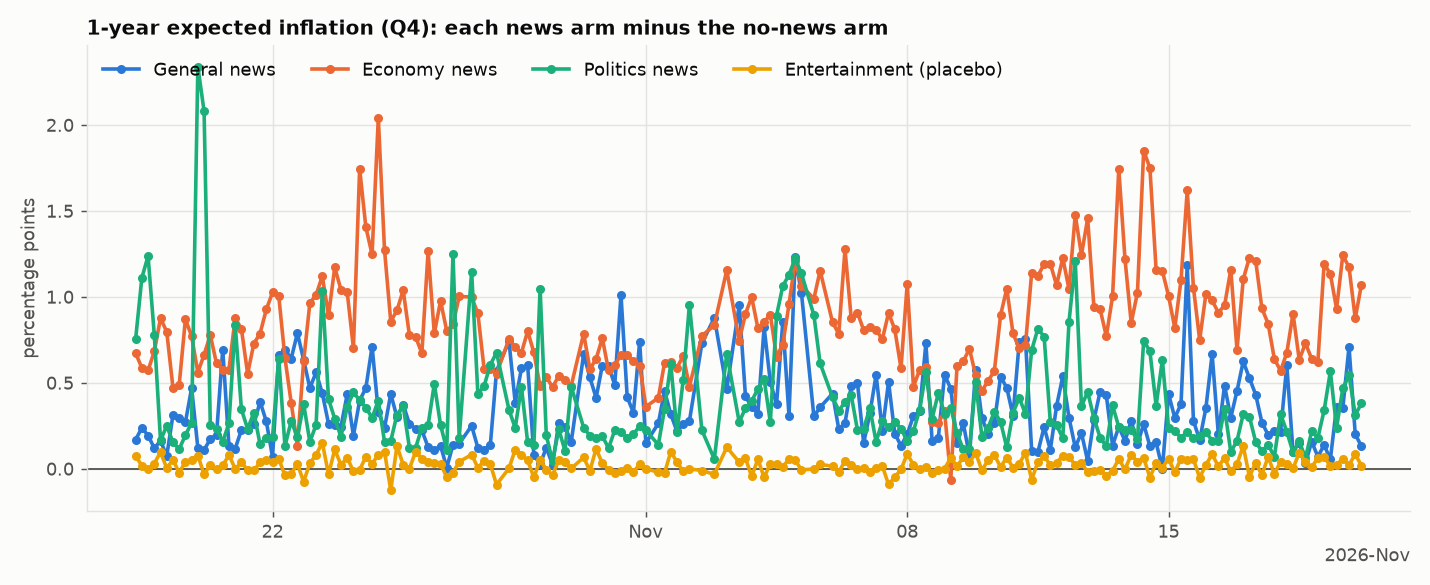 1-year expected inflation (Q4): each news arm minus the no-news arm
General news
Economy news
Politics news
Entertainment (placebo)
percentage points
2.0
1.5
1.0
0.5
0.0
22
Nov
08
15
2026-Nov